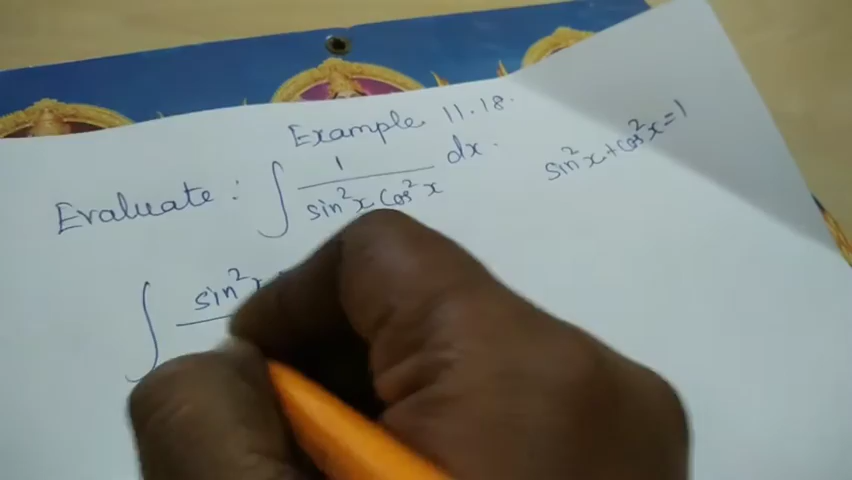 Example 11.18.
Evaluate : ∫ 1 / sin²x cos²x dx.
sin²x + cos²x = 1
∫ sin²x